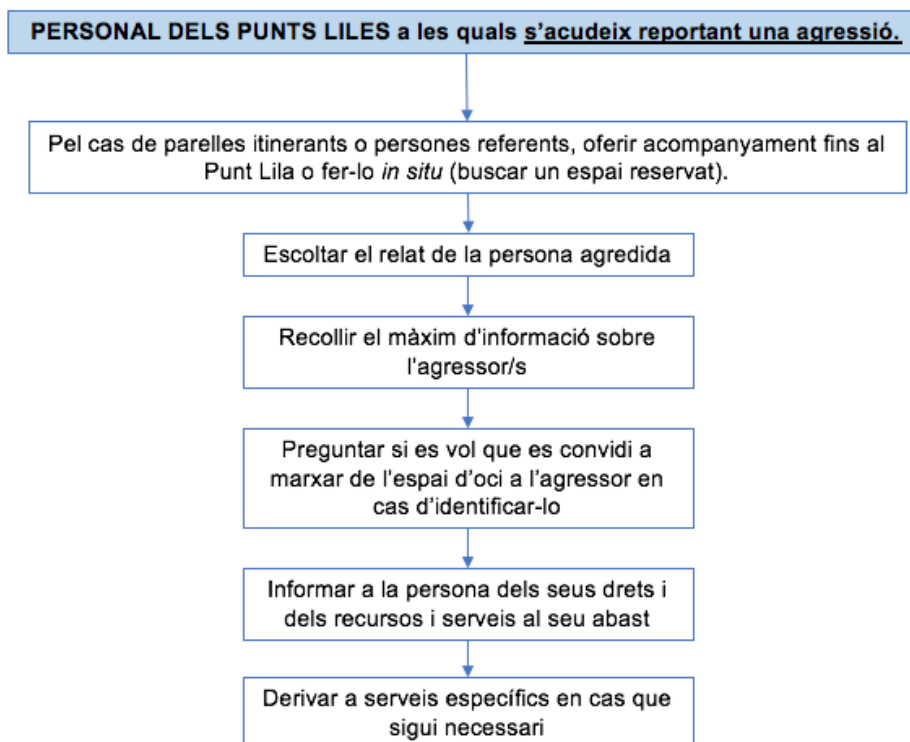 PERSONAL DELS PUNTS LILES a les quals s'acudeix reportant una agressió.
Pel cas de parelles itinerants o persones referents, oferir acompanyament fins al
Punt Lila o fer-lo in situ (buscar un espai reservat).
Escoltar el relat de la persona agredida
Recollir el màxim d'informació sobre
l'agressor/s
Preguntar si es vol que es convidi a
marxar de l'espai d'oci a l'agressor en
cas d'identificar-lo
Informar a la persona dels seus drets i
dels recursos i serveis al seu abast
Derivar a serveis específics en cas que
sigui necessari